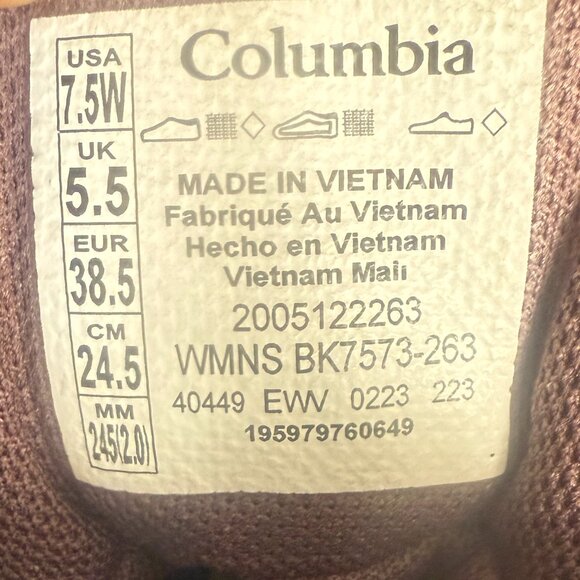 Columbia
USA
7.5W
UK
5.5
EUR
38.5
CM
24.5
MM
245(2.0)
MADE IN VIETNAM
Fabriqué Au Vietnam
Hecho en Vietnam
Vietnam Malı
2005122263
WMNS BK7573-263
40449 EWV 0223 223
195979760649